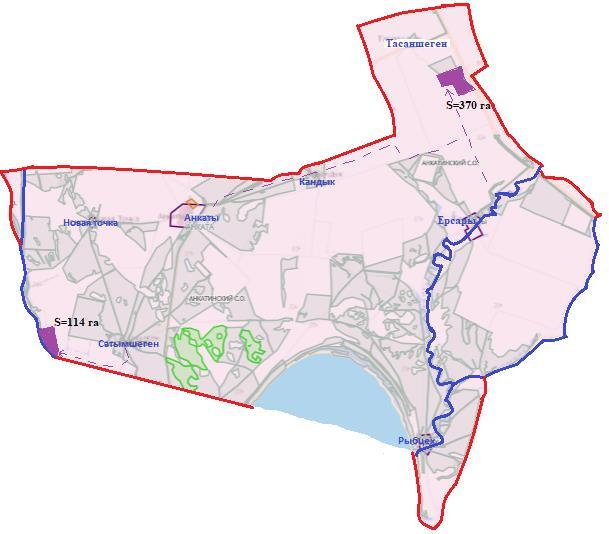 Тасаншеген
S=370 га
АНКАТИНСКИЙ С.О.
Кандык
Новая точка
Анкаты
АНКАТА
Ерсары
АНКАТИНСКИЙ С.О.
S=114 га
Сатымшеген
Рыбцех